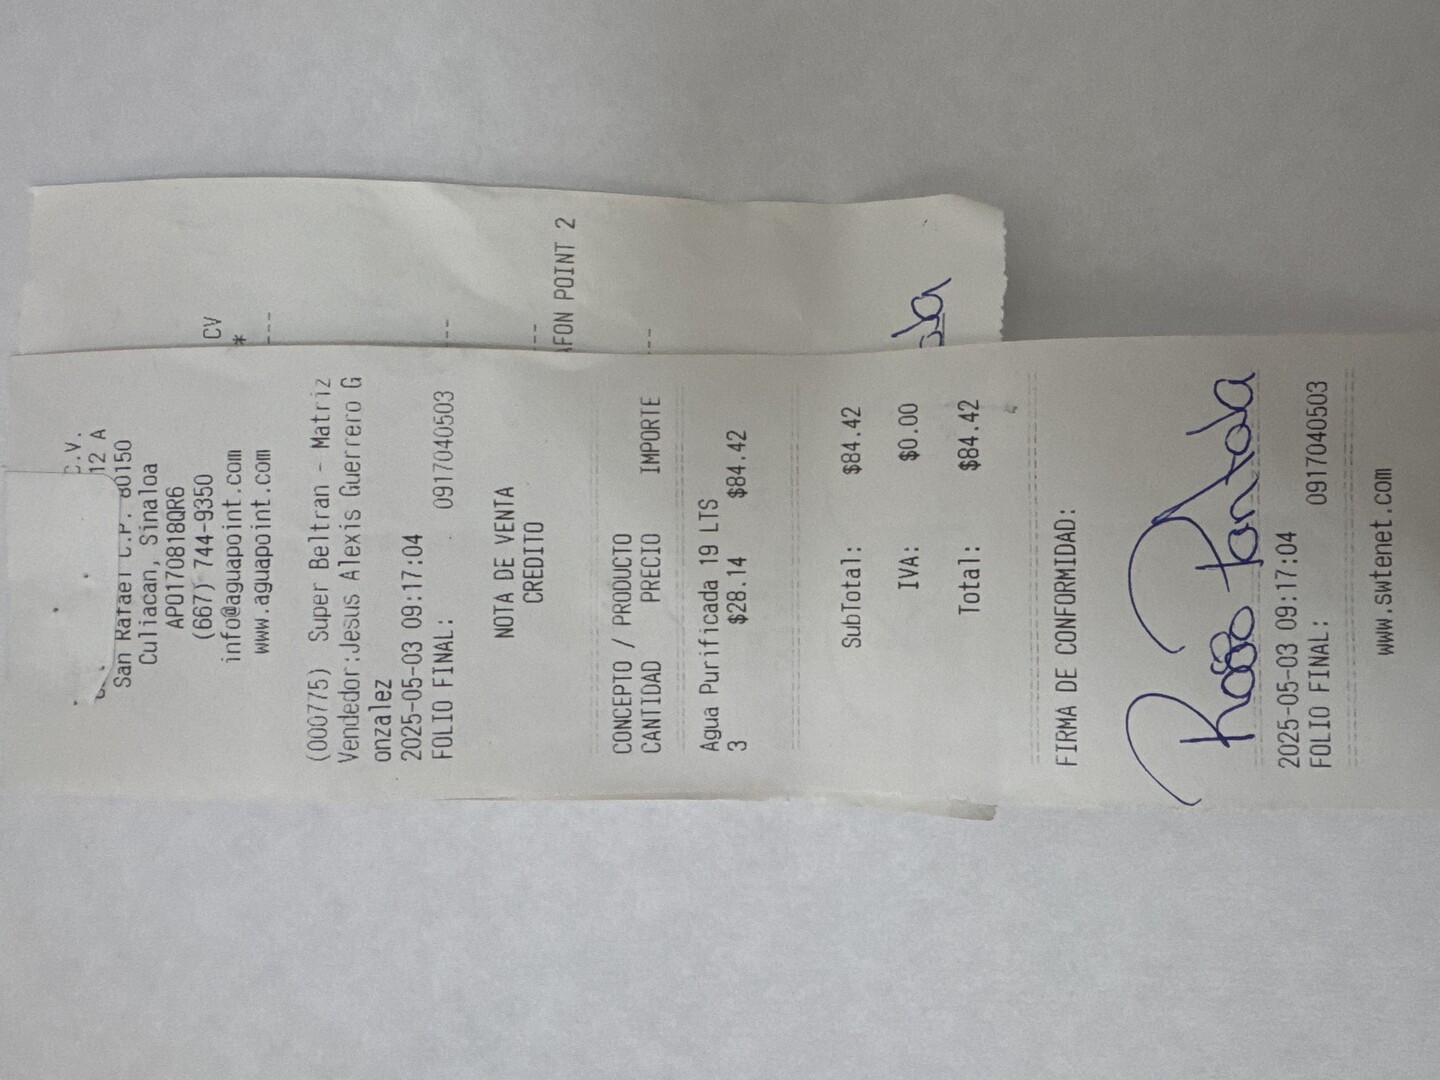 C.V.
12 A
San Rafael C.P. 80150
Culiacan, Sinaloa
APO170818QR6
(667) 744-9350
info@aguapoint.com
www.aguapoint.com
(000775) Super Beltran - Matriz
Vendedor:Jesus Alexis Guerrero G
onzalez
2025-05-03 09:17:04
FOLIO FINAL: 0917040503
NOTA DE VENTA
CREDITO
CONCEPTO / PRODUCTO
CANTIDAD PRECIO IMPORTE
Agua Purificada 19 LTS
3 $28.14 $84.42
SubTotal: $84.42
IVA: $0.00
Total: $84.42
FIRMA DE CONFORMIDAD:
2025-05-03 09:17:04
FOLIO FINAL: 0917040503
www.swtenet.com
CV
*
AFON POINT 2